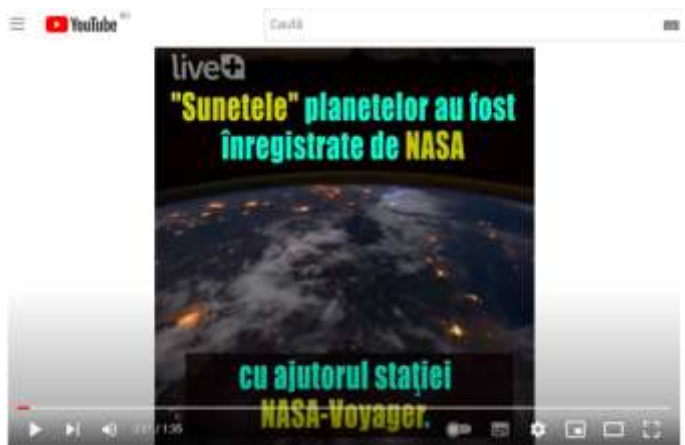 YouTube
Caută
live+
"Sunetele" planetelor au fost
înregistrate de NASA
cu ajutorul stației
NASA-Voyager.